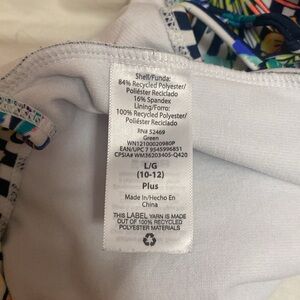 Shell/Funda:
84% Recycled Polyester/
Poliéster Reciclado
16% Spandex
Lining/Forro:
100% Recycled Polyester/
Poliéster Reciclado
RN# 52469
Green
WN12100020980P
EAN/UPC 7 9545996851
CPSIA# WM36203405-Q420
L/G
(10-12)
Plus
Made In/Hecho En
China
THIS LABEL YARN IS MADE
OUT OF 100% RECYCLED
POLYESTER MATERIALS